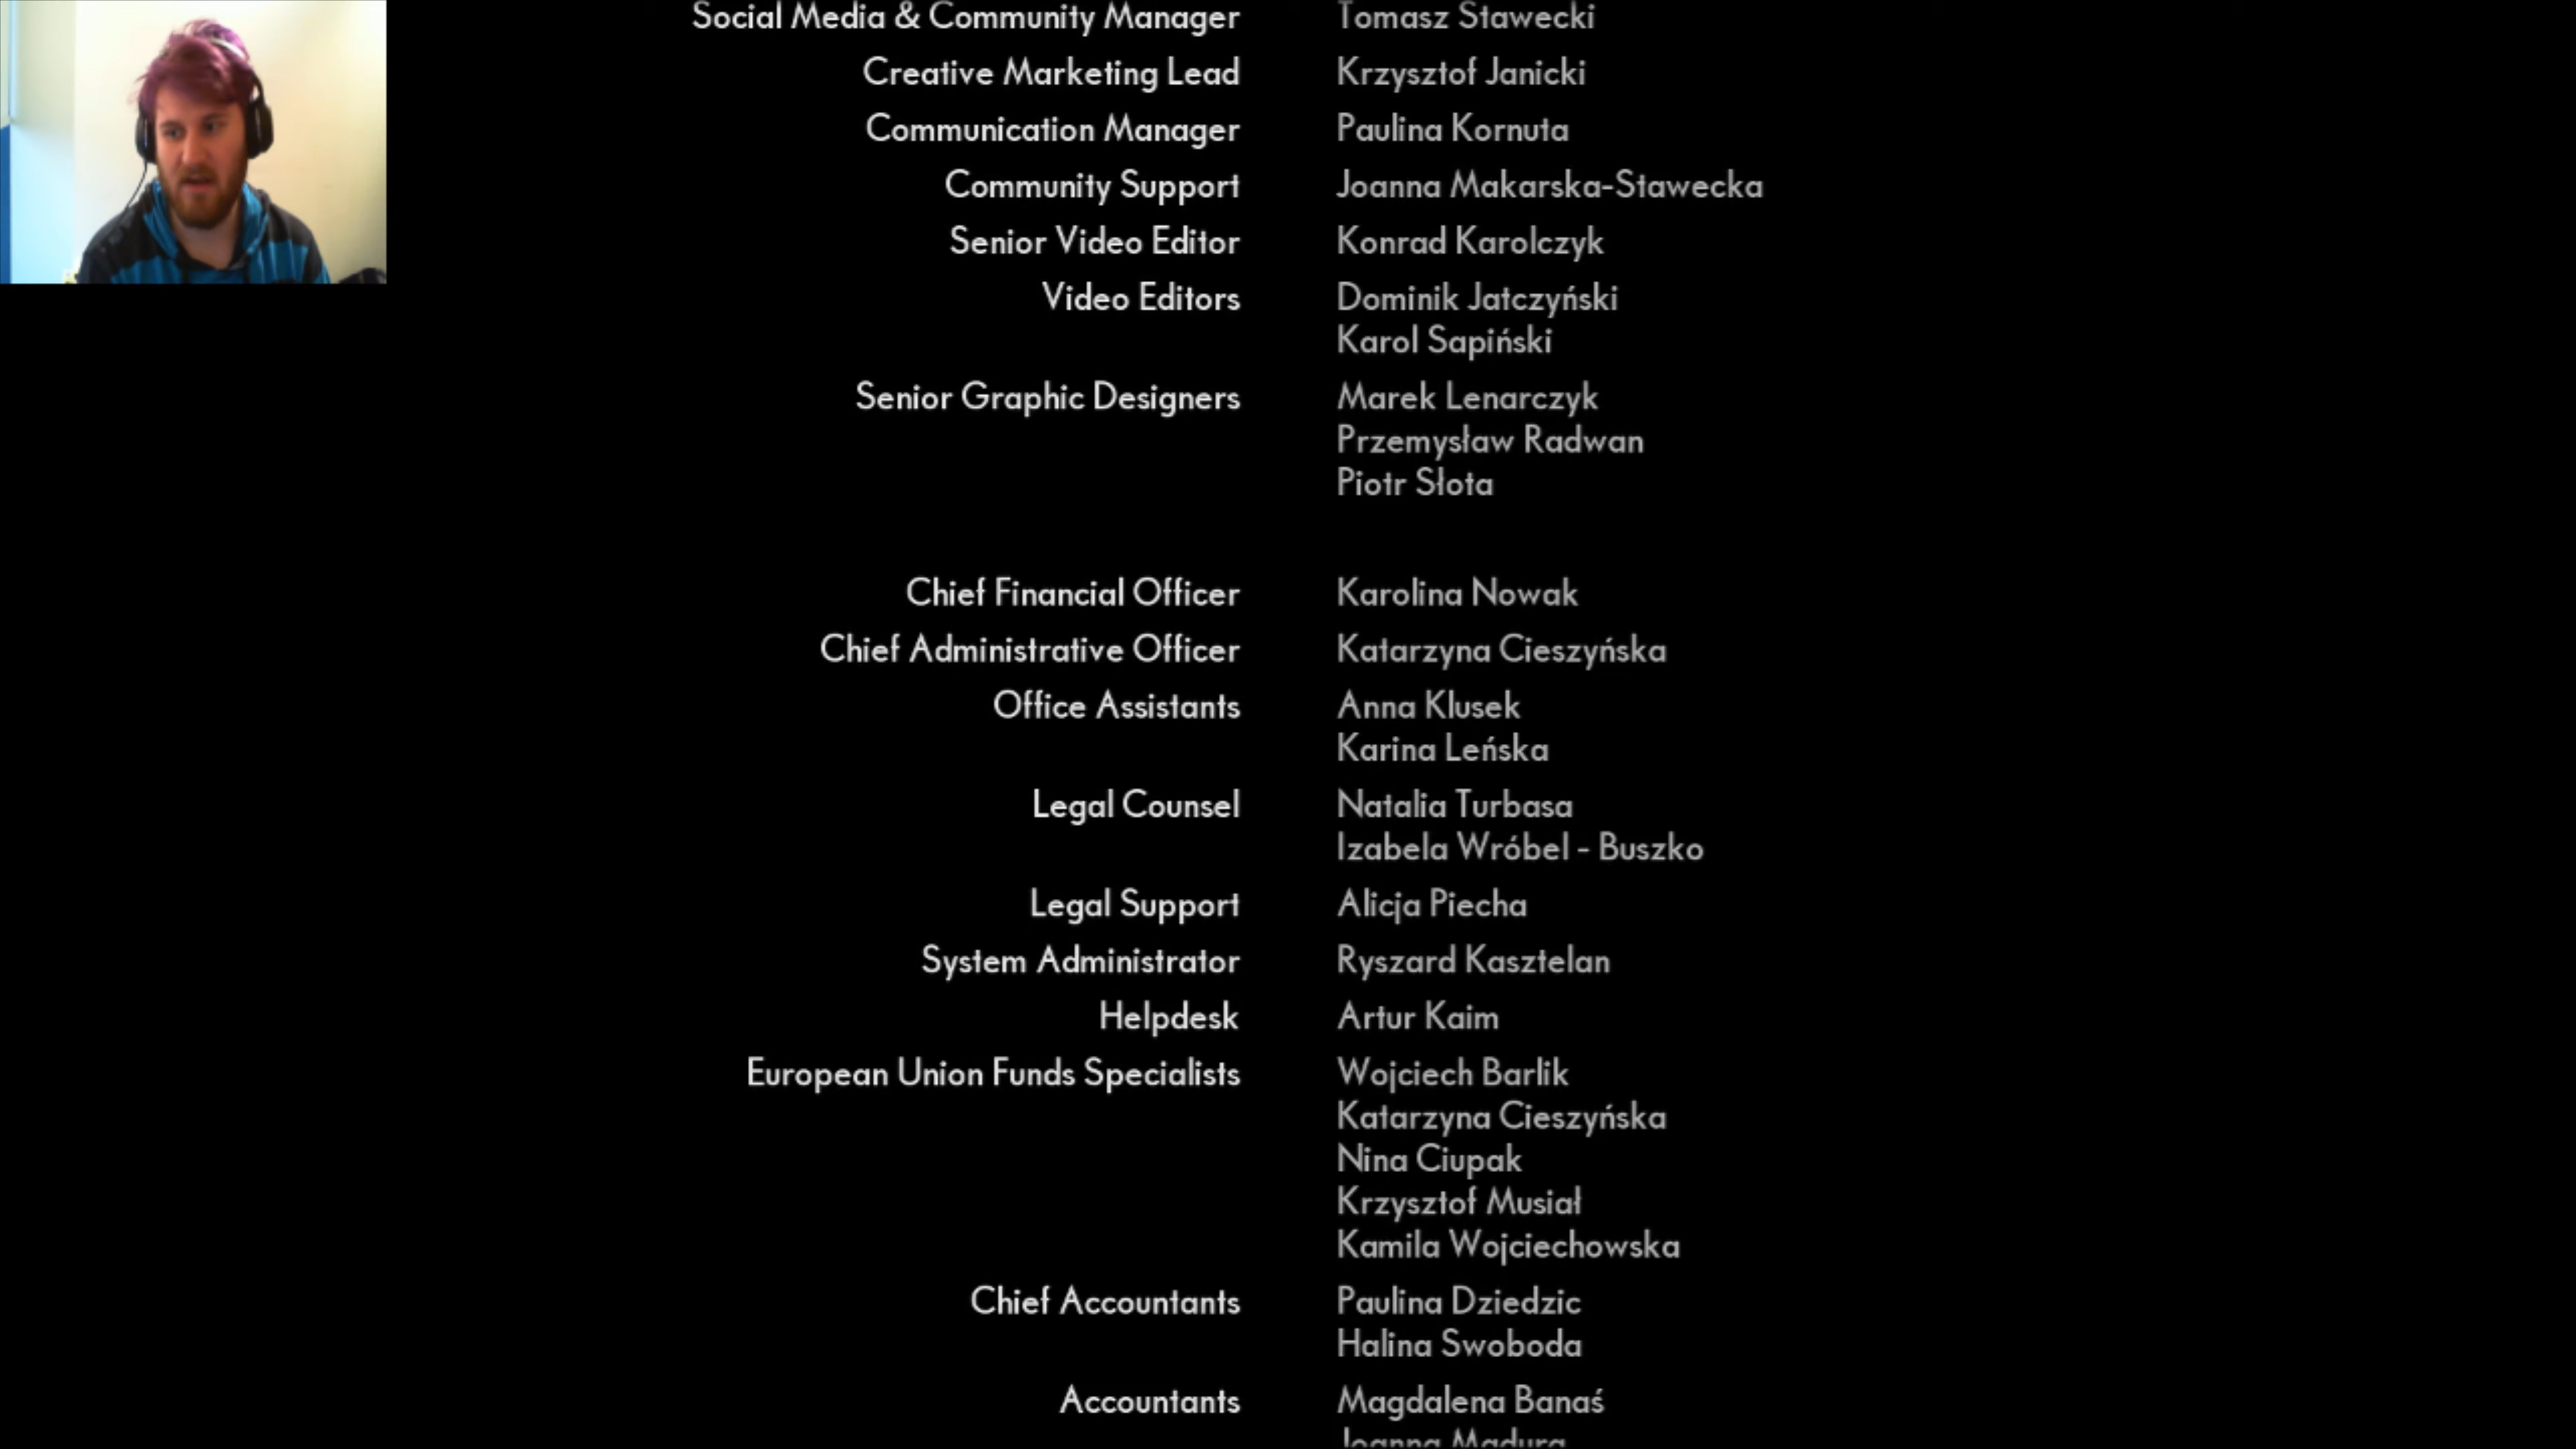 Social Media & Community Manager Tomasz Stawecki
Creative Marketing Lead Krzysztof Janicki
Communication Manager Paulina Kornuta
Community Support Joanna Makarska-Stawecka
Senior Video Editor Konrad Karolczyk
Video Editors Dominik Jatczyński
Karol Sapiński
Senior Graphic Designers Marek Lenarczyk
Przemysław Radwan
Piotr Słota
Chief Financial Officer Karolina Nowak
Chief Administrative Officer Katarzyna Cieszyńska
Office Assistants Anna Klusek
Karina Leńska
Legal Counsel Natalia Turbasa
Izabela Wróbel - Buszko
Legal Support Alicja Piecha
System Administrator Ryszard Kasztelan
Helpdesk Artur Kaim
European Union Funds Specialists Wojciech Barlik
Katarzyna Cieszyńska
Nina Ciupak
Krzysztof Musiał
Kamila Wojciechowska
Chief Accountants Paulina Dziedzic
Halina Swoboda
Accountants Magdalena Banaś
Joanna Madura